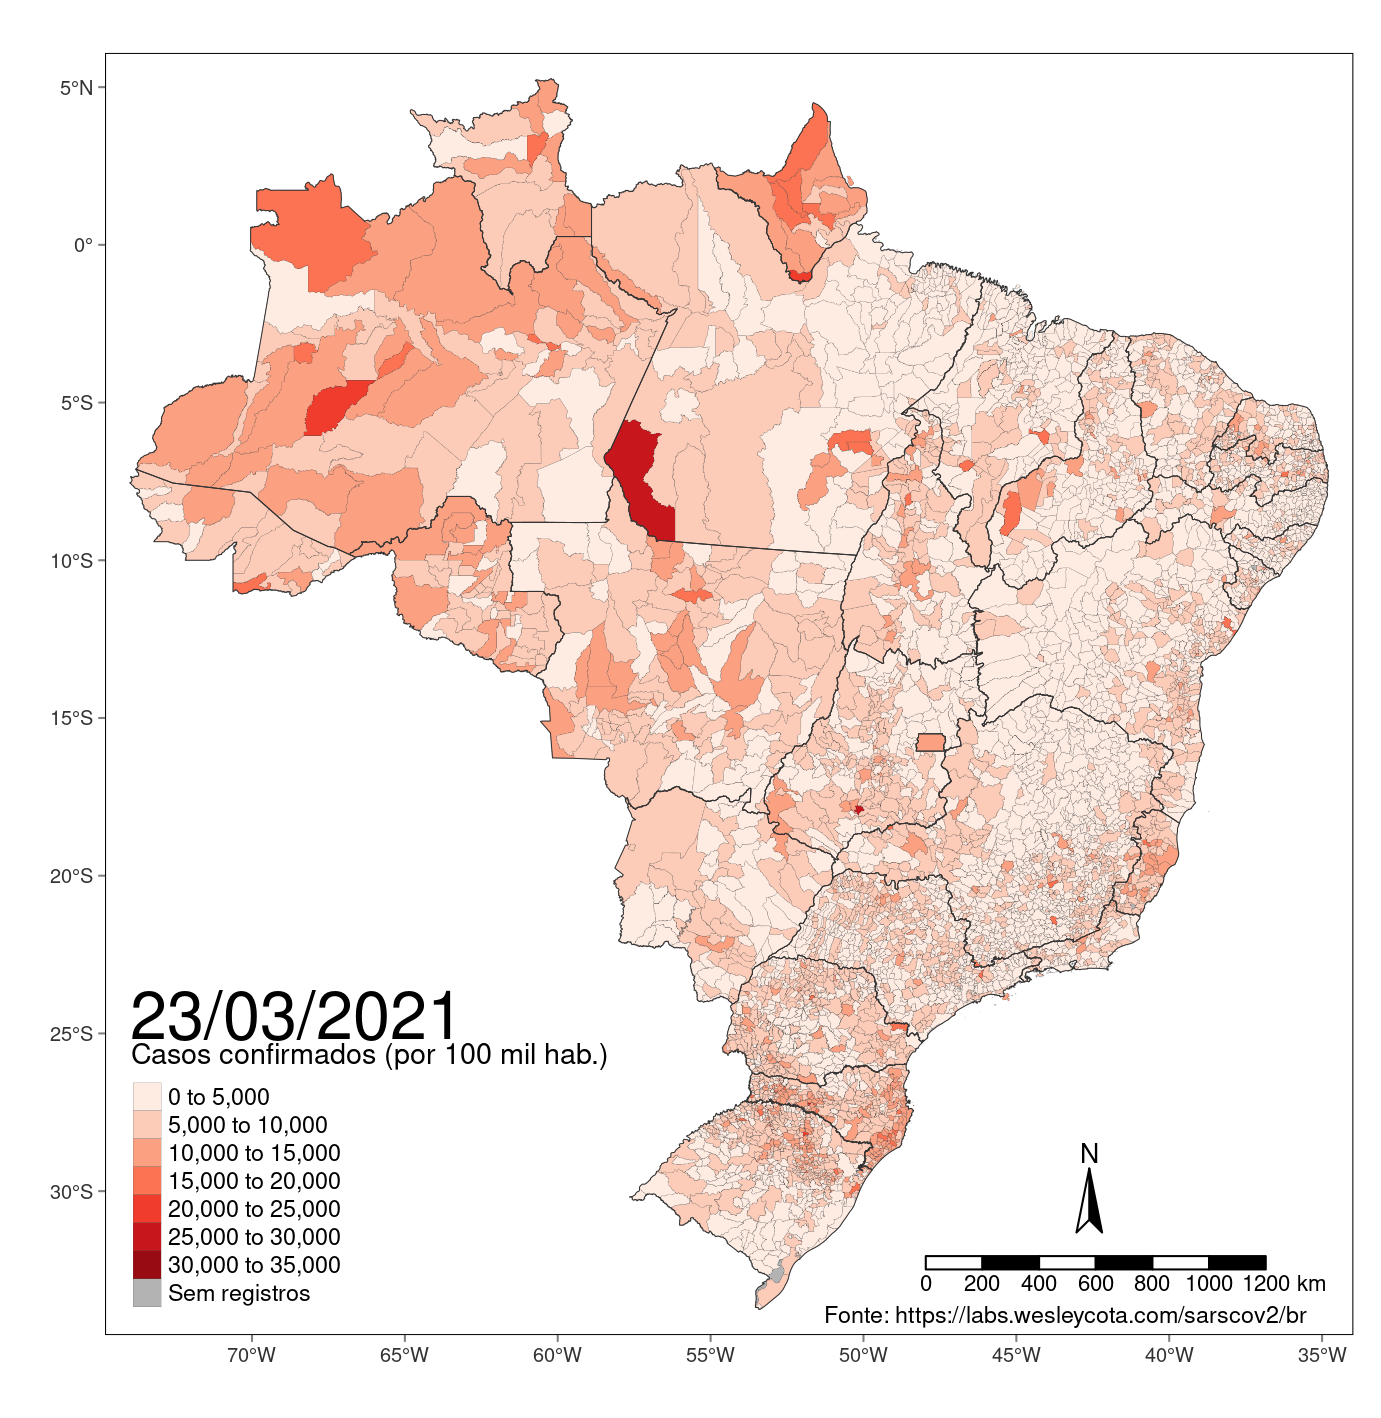 5°N
0°
5°S
10°S
15°S
20°S
25°S
30°S
23/03/2021
Casos confirmados (por 100 mil hab.)
0 to 5,000
5,000 to 10,000
10,000 to 15,000
15,000 to 20,000
20,000 to 25,000
25,000 to 30,000
30,000 to 35,000
Sem registros
N
0 200 400 600 800 1000 1200 km
Fonte: https://labs.wesleycota.com/sarscov2/br
70°W 65°W 60°W 55°W 50°W 45°W 40°W 35°W